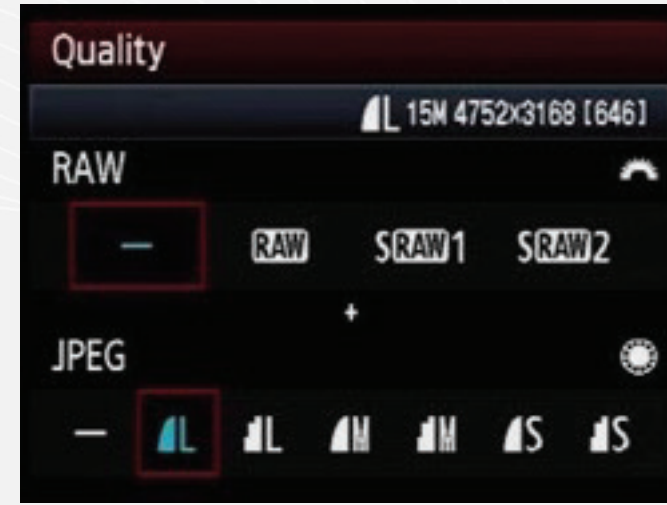 Quality
L 15M 4752x3168 [646]
RAW
— RAW SRAW1 SRAW2
+
JPEG
— L L M M S S